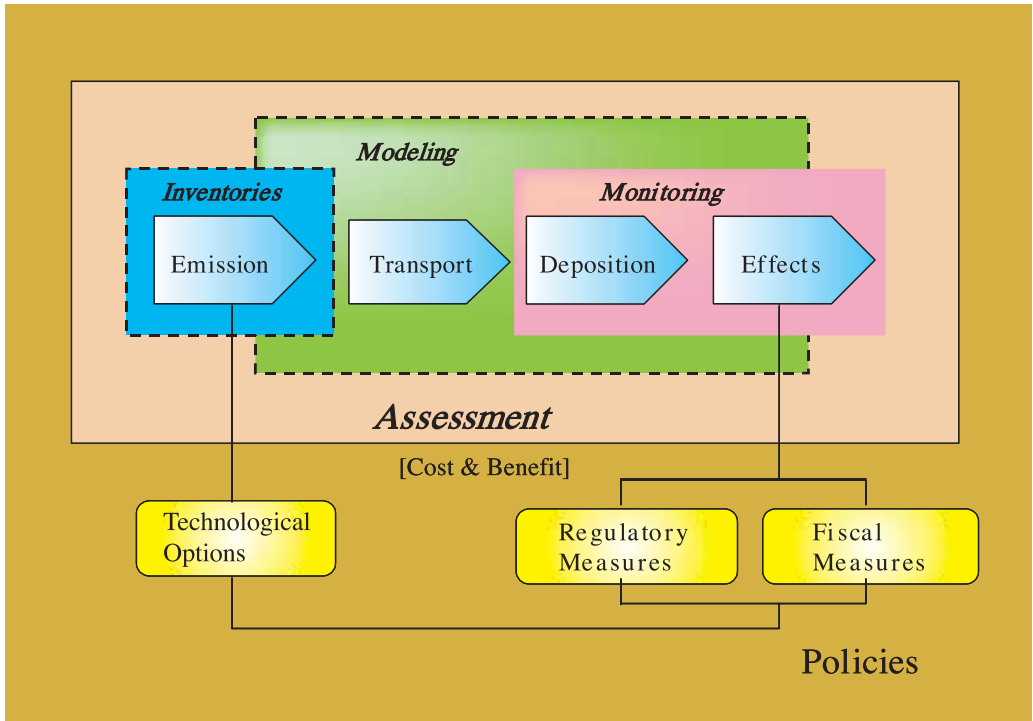 Modeling
Inventories
Monitoring
Emission
Transport
Deposition
Effects
Assessment
[Cost & Benefit]
Technological
Options
Regulatory
Measures
Fiscal
Measures
Policies